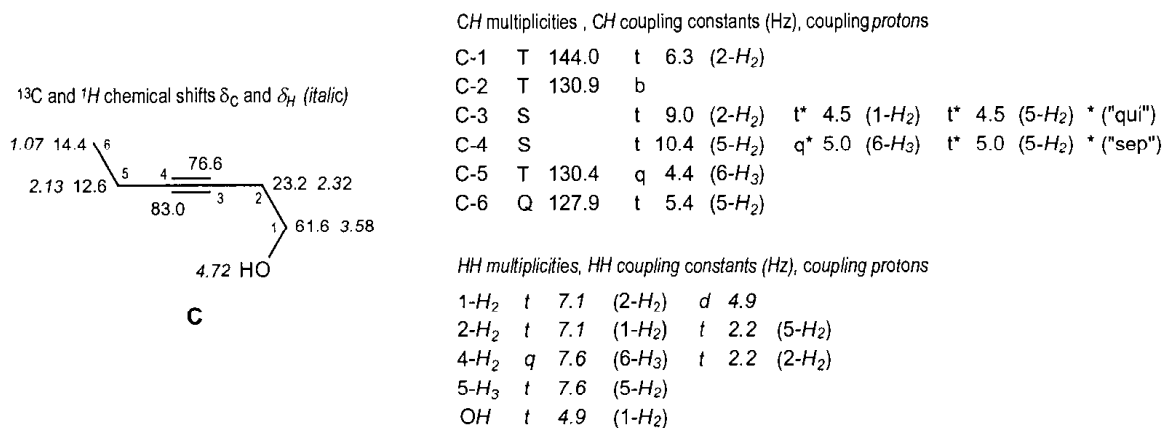 CH multiplicities , CH coupling constants (Hz), coupling protons
C-1 T 144.0 t 6.3 (2-H₂)
C-2 T 130.9 b
C-3 S t 9.0 (2-H₂) t* 4.5 (1-H₂) t* 4.5 (5-H₂) * ("qui")
C-4 S t 10.4 (5-H₂) q* 5.0 (6-H₃) t* 5.0 (5-H₂) * ("sep")
C-5 T 130.4 q 4.4 (6-H₃)
C-6 Q 127.9 t 5.4 (5-H₂)
¹³C and ¹H chemical shifts δC and δH (italic)
1.07 14.4 6
76.6
5 4
2.13 12.6 23.2 2.32
3 2
83.0
1 61.6 3.58
4.72 HO
C
HH multiplicities, HH coupling constants (Hz), coupling protons
1-H₂ t 7.1 (2-H₂) d 4.9
2-H₂ t 7.1 (1-H₂) t 2.2 (5-H₂)
4-H₂ q 7.6 (6-H₃) t 2.2 (2-H₂)
5-H₃ t 7.6 (5-H₂)
OH t 4.9 (1-H₂)